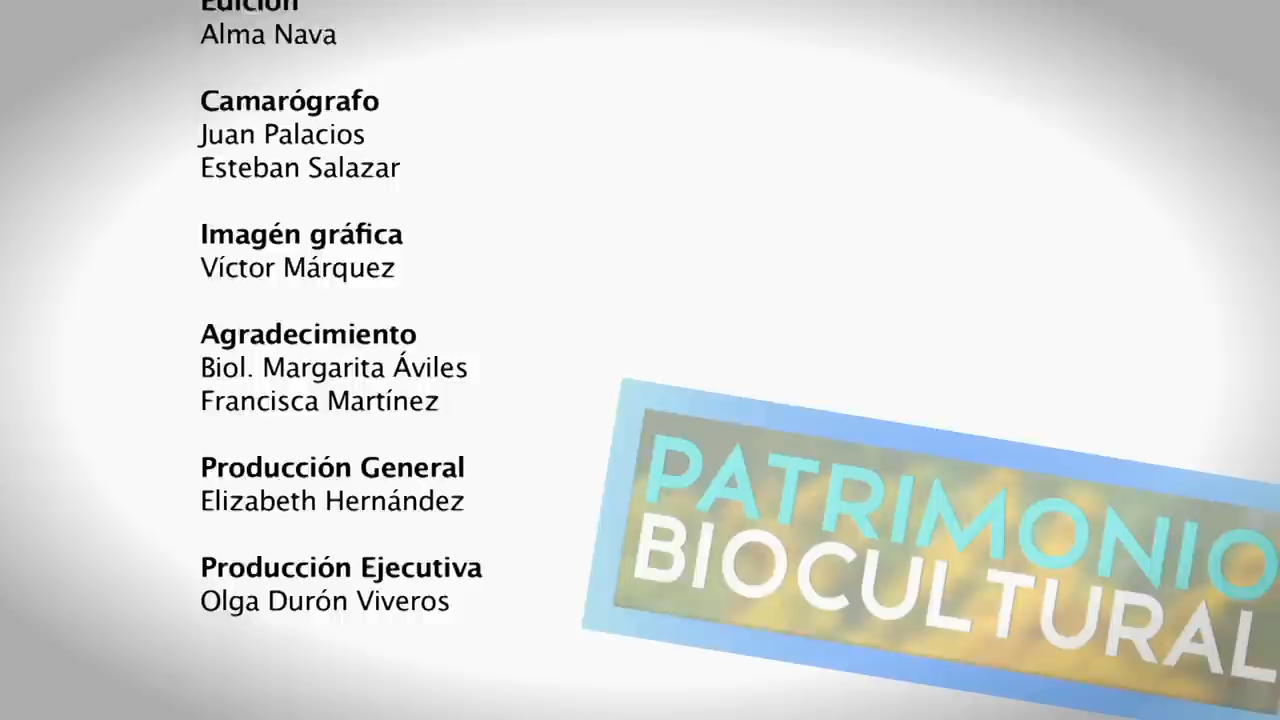 Edición
Alma Nava
Camarógrafo
Juan Palacios
Esteban Salazar
Imagén gráfica
Víctor Márquez
Agradecimiento
Biol. Margarita Áviles
Francisca Martínez
Producción General
Elizabeth Hernández
Producción Ejecutiva
Olga Durón Viveros
PATRIMONIO
BIOCULTURAL